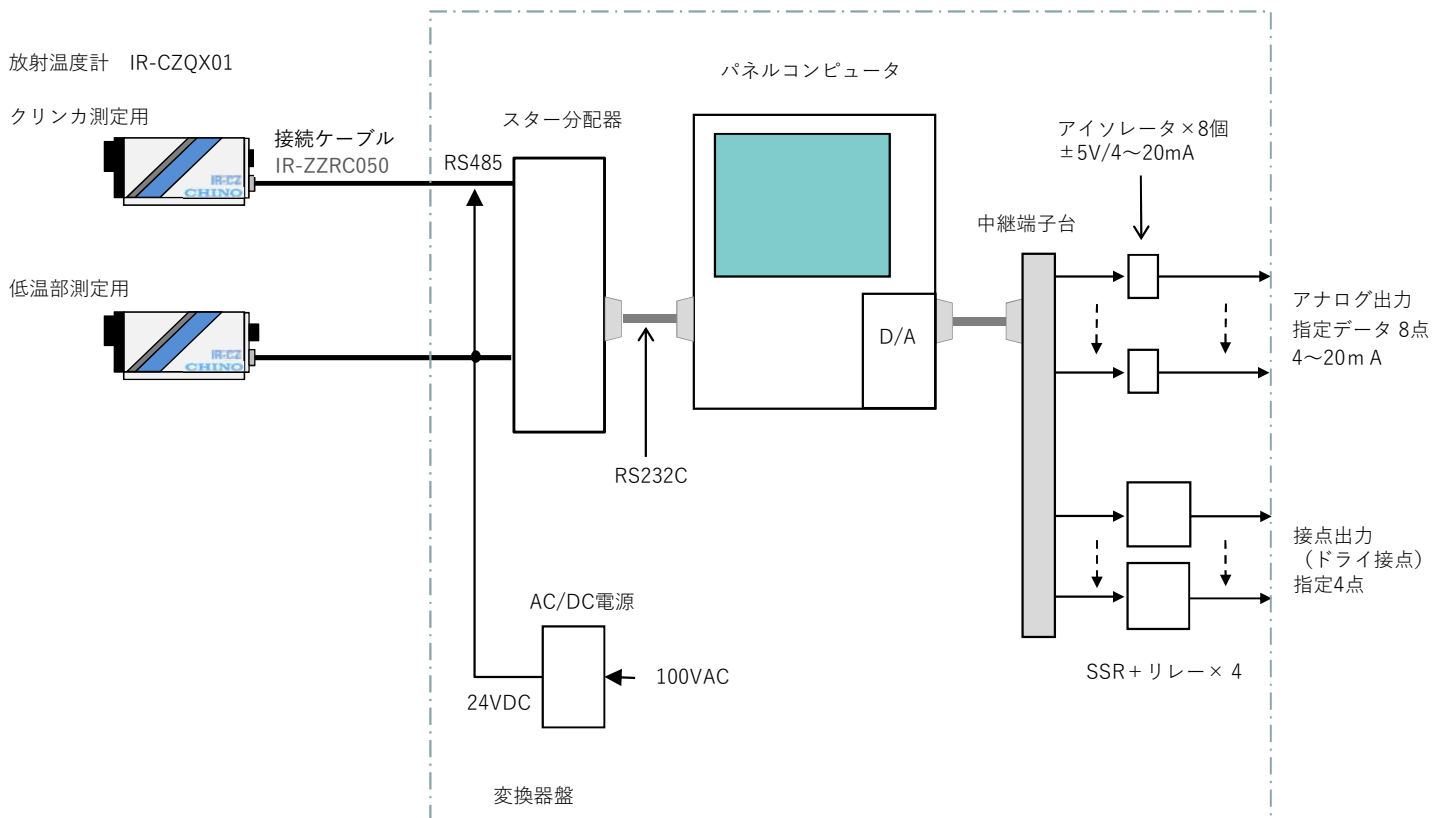 放射温度計　IR-CZQX01
クリンカ測定用
接続ケーブル
IR-ZZRC050
IR-CZ
CHINO
低温部測定用
IR-CZ
CHINO
RS485
スター分配器
パネルコンピュータ
D/A
RS232C
アイソレータ×8個
±5V/4～20mA
中継端子台
アナログ出力
指定データ 8点
4～20m A
接点出力
（ドライ接点）
指定4点
SSR＋リレー× 4
AC/DC電源
100VAC
24VDC
変換器盤